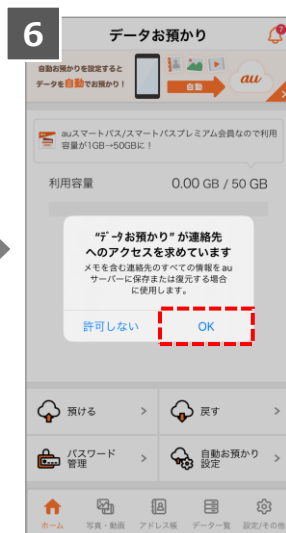 6
データお預かり
自動お預かりを設定すると
データを自動でお預かり!
自動
au
auスマートパス/スマートパスプレミアム会員なので利用
容量が1GB→50GBに!
利用容量 0.00 GB / 50 GB
"データお預かり" が連絡先
へのアクセスを求めています
メモを含む連絡先のすべての情報をau
サーバーに保存または復元する場合
に使用します。
許可しない OK
預ける > 戻す >
パスワード
管理 >
自動お預かり
設定 >
ホーム 写真・動画 アドレス帳 データ一覧 設定/その他